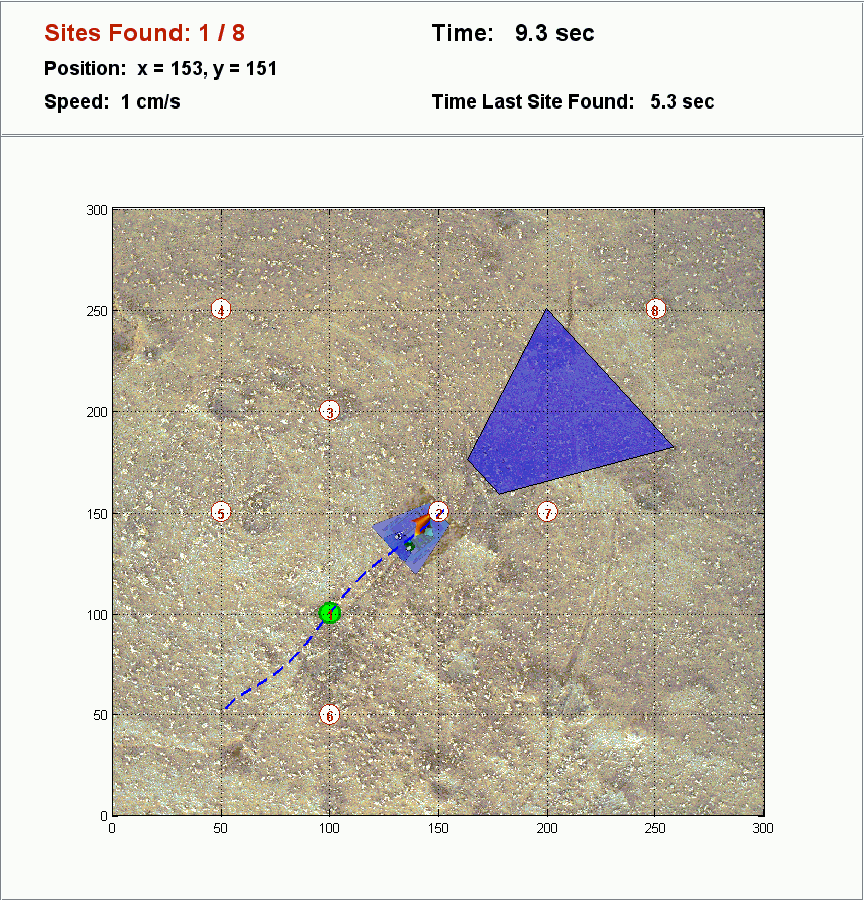 Sites Found: 1 / 8
Time: 9.3 sec
Position: x = 153, y = 151
Speed: 1 cm/s
Time Last Site Found: 5.3 sec
300
250
4
8
200
3
150
5
2
7
100
1
50
6
0
0 50 100 150 200 250 300